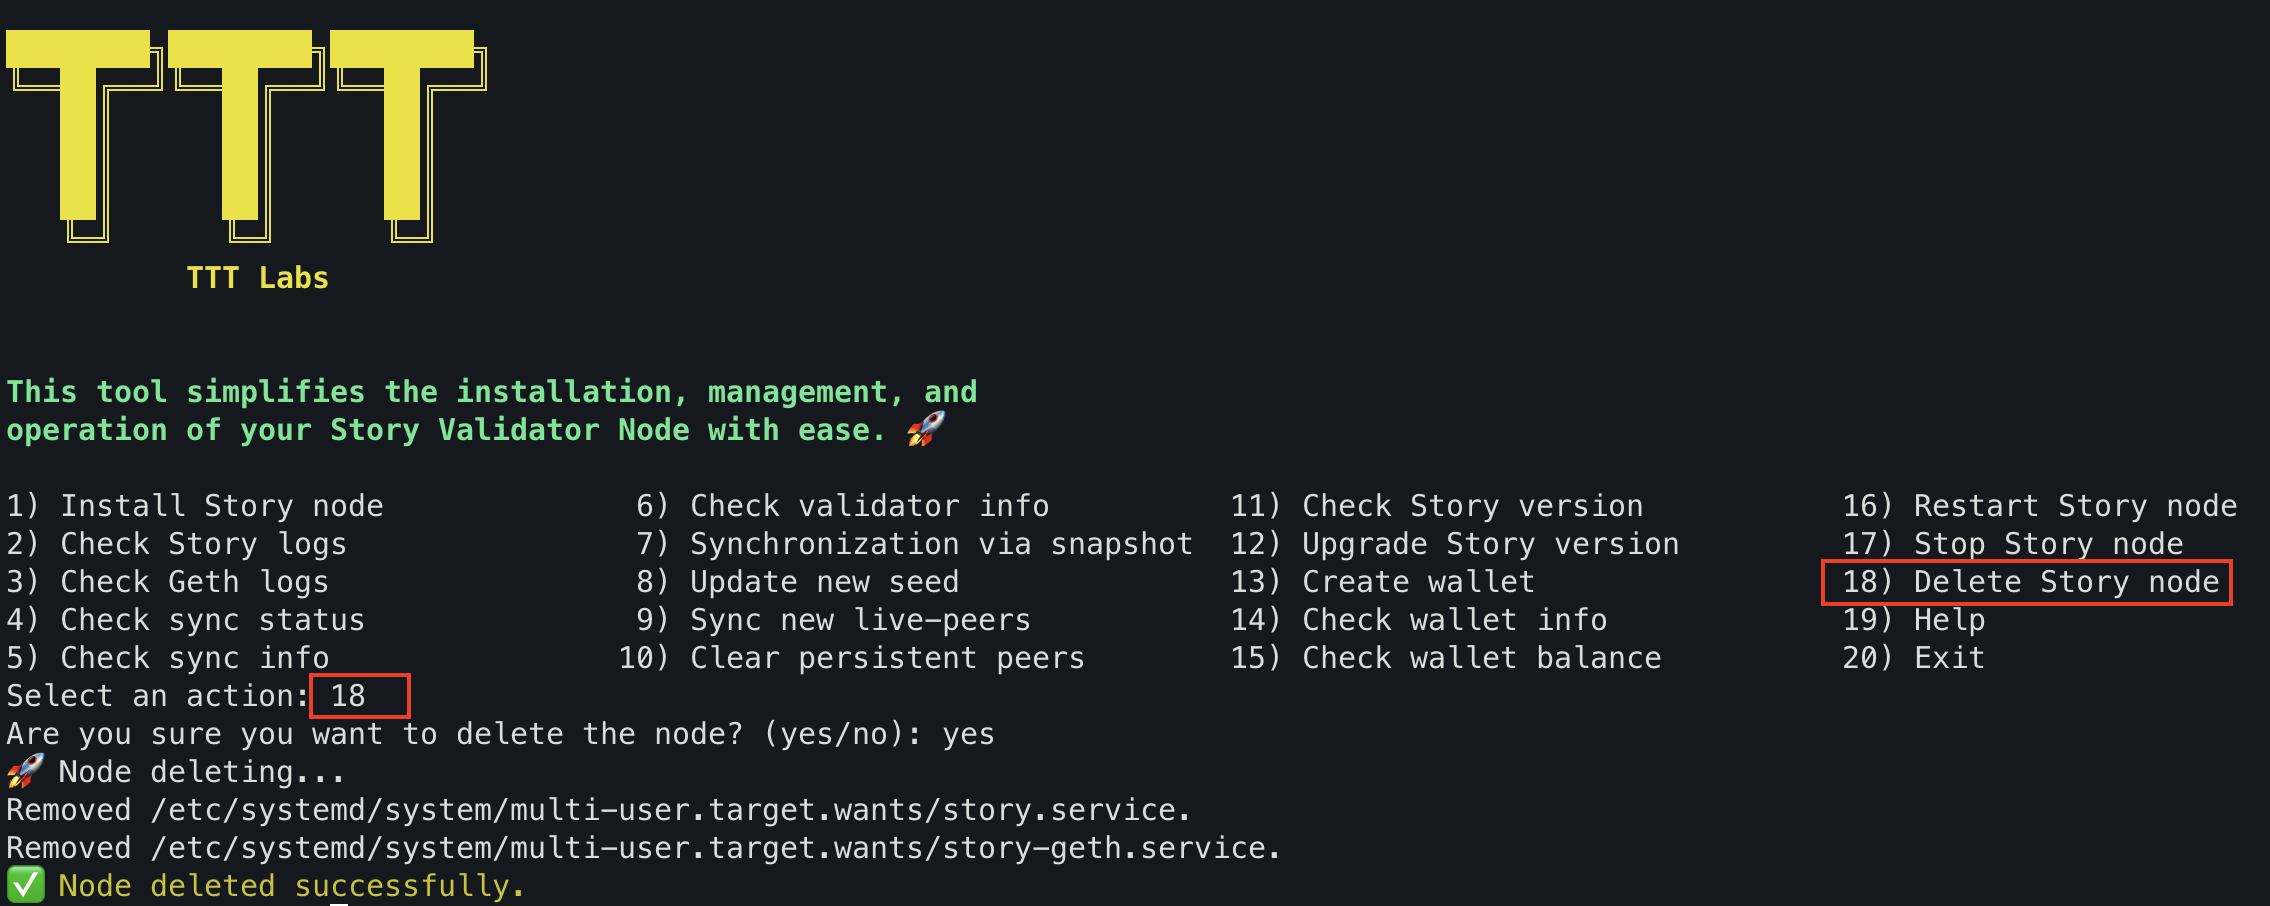 TTT
TTT Labs
This tool simplifies the installation, management, and
operation of your Story Validator Node with ease. 🚀
1) Install Story node 6) Check validator info 11) Check Story version 16) Restart Story node
2) Check Story logs 7) Synchronization via snapshot 12) Upgrade Story version 17) Stop Story node
3) Check Geth logs 8) Update new seed 13) Create wallet 18) Delete Story node
4) Check sync status 9) Sync new live-peers 14) Check wallet info 19) Help
5) Check sync info 10) Clear persistent peers 15) Check wallet balance 20) Exit
Select an action: 18
Are you sure you want to delete the node? (yes/no): yes
🚀 Node deleting...
Removed /etc/systemd/system/multi-user.target.wants/story.service.
Removed /etc/systemd/system/multi-user.target.wants/story-geth.service.
✅ Node deleted successfully.